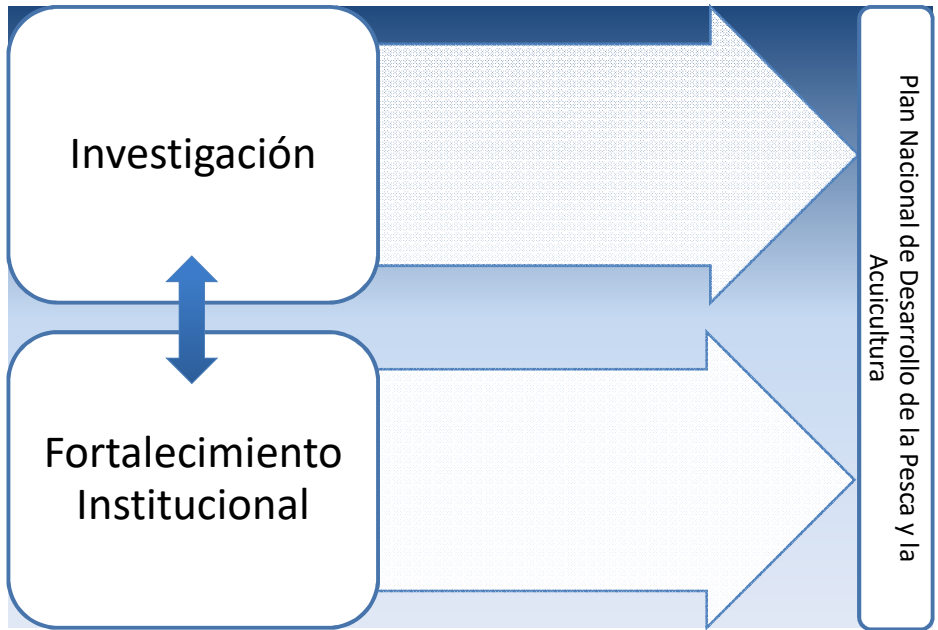 Investigación
Fortalecimiento
Institucional
Plan Nacional de Desarrollo de la Pesca y la
Acuicultura